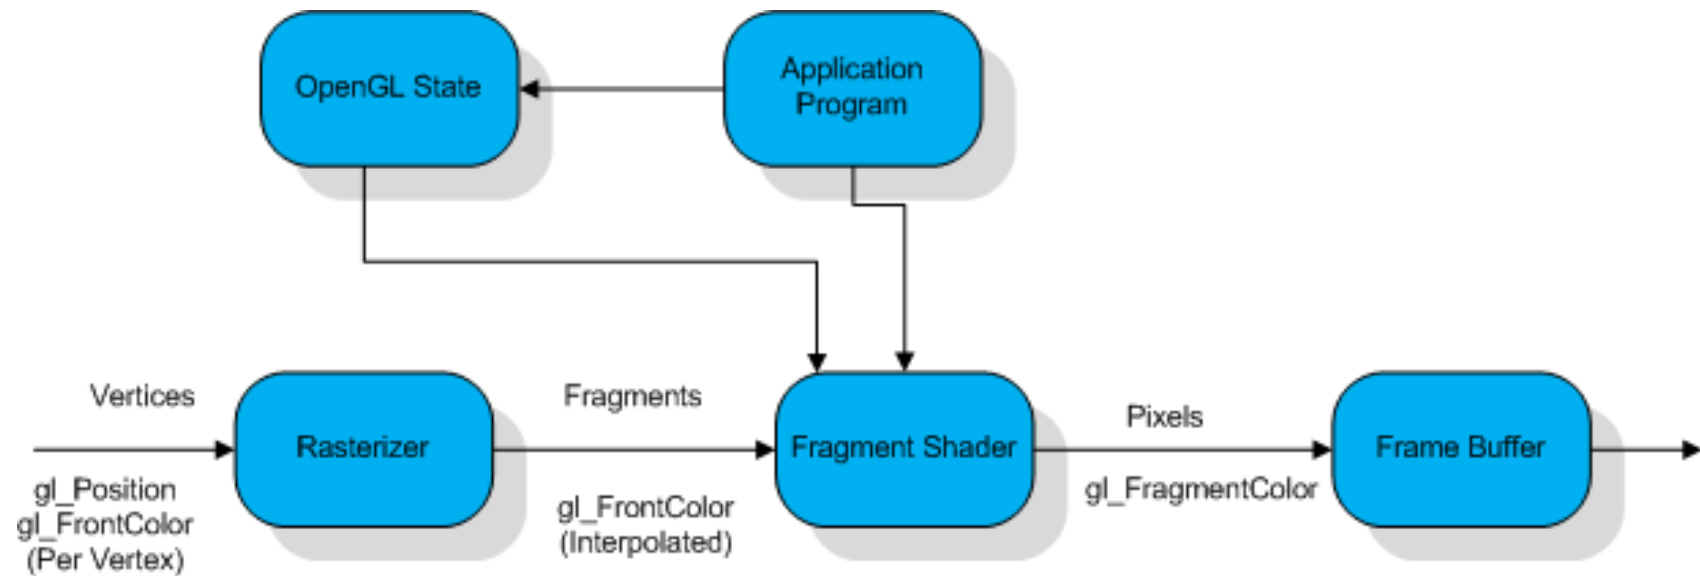 OpenGL State
Application
Program
Vertices
gl_Position
gl_FrontColor
(Per Vertex)
Rasterizer
Fragments
gl_FrontColor
(Interpolated)
Fragment Shader
Pixels
gl_FragmentColor
Frame Buffer